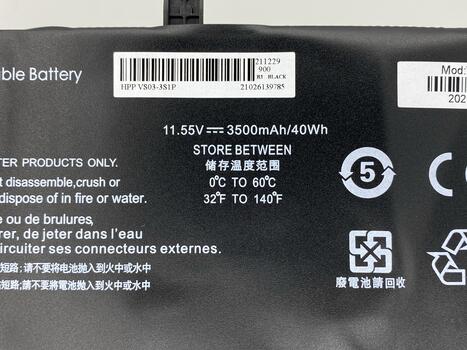 ble Battery
211229
900
B3 BLACK
HPP VS03-3S1P
21026139785
Mod:
202
11.55V⎓3500mAh/40Wh
STORE BETWEEN
储存溫度范围
0℃ TO 60℃
32℉ TO 140℉
TER PRODUCTS ONLY.
t disassemble,crush or
dispose of in fire or water.
e ou de brulures,
rer, de jeter dans l'eau
circuiter ses connecteurs externes.
短路: 请不要将电池抛入到火中或水中
短路;請不要將電池拋入到火中或水中
5
C
廢電池請回收